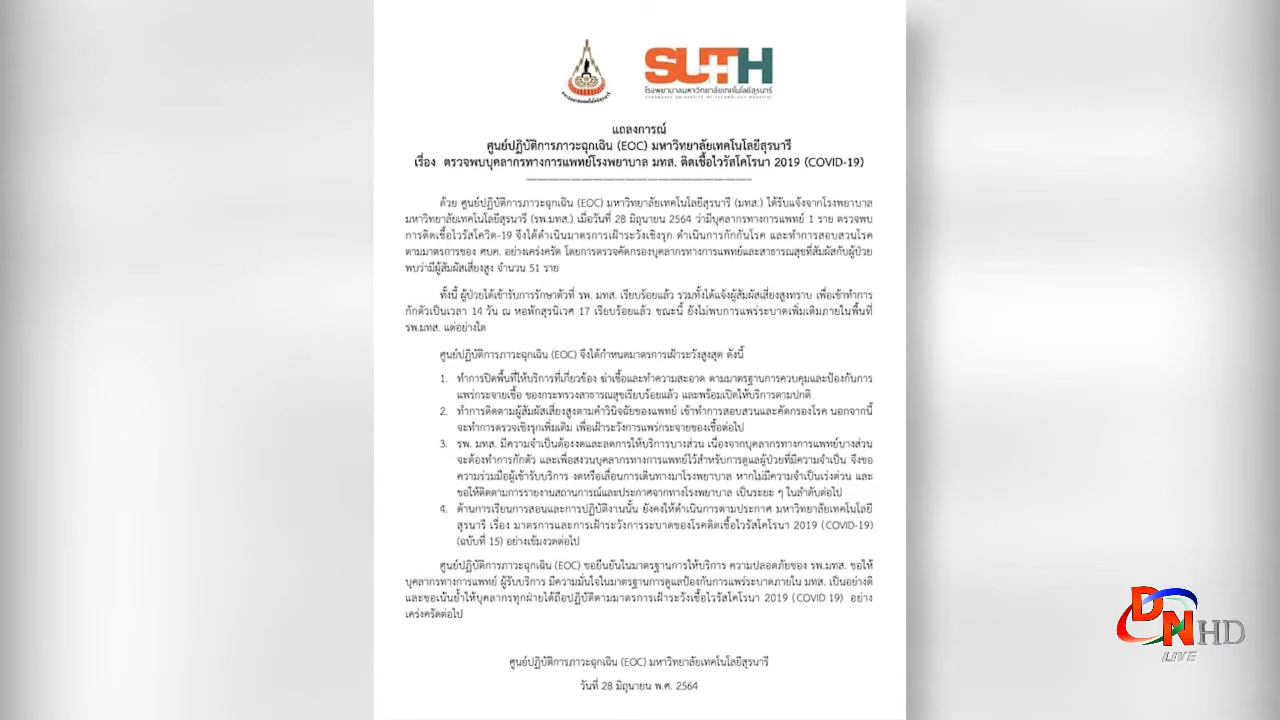 มหาวิทยาลัยเทคโนโลยีสุรนารี
SUTH
โรงพยาบาลมหาวิทยาลัยเทคโนโลยีสุรนารี
SURANAREE UNIVERSITY OF TECHNOLOGY HOSPITAL
แถลงการณ์
ศูนย์ปฏิบัติการภาวะฉุกเฉิน (EOC) มหาวิทยาลัยเทคโนโลยีสุรนารี
เรื่อง ตรวจพบบุคลากรทางการแพทย์โรงพยาบาล มทส. ติดเชื้อไวรัสโคโรนา 2019 (COVID-19)
ด้วย ศูนย์ปฏิบัติการภาวะฉุกเฉิน (EOC) มหาวิทยาลัยเทคโนโลยีสุรนารี (มทส.) ได้รับแจ้งจากโรงพยาบาล
มหาวิทยาลัยเทคโนโลยีสุรนารี (รพ.มทส.) เมื่อวันที่ 28 มิถุนายน 2564 ว่ามีบุคลากรทางการแพทย์ 1 ราย ตรวจพบ
การติดเชื้อไวรัสโควิด-19 จึงได้ดำเนินมาตรการเฝ้าระวังเชิงรุก ดำเนินการกักกันโรค และทำการสอบสวนโรค
ตามมาตรการของ ศบค. อย่างเคร่งครัด โดยการตรวจคัดกรองบุคลากรทางการแพทย์และสาธารณสุขที่สัมผัสกับผู้ป่วย
พบว่ามีผู้สัมผัสเสี่ยงสูง จำนวน 51 ราย
ทั้งนี้ ผู้ป่วยได้เข้ารับการรักษาตัวที่ รพ. มทส. เรียบร้อยแล้ว รวมทั้งได้แจ้งผู้สัมผัสเสี่ยงสูงทราบ เพื่อเข้าทำการ
กักตัวเป็นเวลา 14 วัน ณ หอพักสุรนิเวศ 17 เรียบร้อยแล้ว ขณะนี้ ยังไม่พบการแพร่ระบาดเพิ่มเติมภายในพื้นที่
รพ.มทส. แต่อย่างใด
ศูนย์ปฏิบัติการภาวะฉุกเฉิน (EOC) จึงได้กำหนดมาตรการเฝ้าระวังสูงสุด ดังนี้
1. ทำการปิดพื้นที่ให้บริการที่เกี่ยวข้อง ฆ่าเชื้อและทำความสะอาด ตามมาตรฐานการควบคุมและป้องกันการ
แพร่กระจายเชื้อ ของกระทรวงสาธารณสุขเรียบร้อยแล้ว และพร้อมเปิดให้บริการตามปกติ
2. ทำการติดตามผู้สัมผัสเสี่ยงสูงตามคำวินิจฉัยของแพทย์ เข้าทำการสอบสวนและคัดกรองโรค นอกจากนี้
จะทำการตรวจเชิงรุกเพิ่มเติม เพื่อเฝ้าระวังการแพร่กระจายของเชื้อต่อไป
3. รพ. มทส. มีความจำเป็นต้องงดและลดการให้บริการบางส่วน เนื่องจากบุคลากรทางการแพทย์บางส่วน
จะต้องทำการกักตัว และเพื่อสงวนบุคลากรทางการแพทย์ไว้สำหรับการดูแลผู้ป่วยที่มีความจำเป็น จึงขอ
ความร่วมมือผู้เข้ารับบริการ งดหรือเลื่อนการเดินทางมาโรงพยาบาล หากไม่มีความจำเป็นเร่งด่วน และ
ขอให้ติดตามการรายงานสถานการณ์และประกาศจากทางโรงพยาบาล เป็นระยะ ๆ ในลำดับต่อไป
4. ด้านการเรียนการสอนและการปฏิบัติงานนั้น ยังคงให้ดำเนินการตามประกาศ มหาวิทยาลัยเทคโนโลยี
สุรนารี เรื่อง มาตรการและการเฝ้าระวังการระบาดของโรคติดเชื้อไวรัสโคโรนา 2019 (COVID-19)
(ฉบับที่ 15) อย่างเข้มงวดต่อไป
ศูนย์ปฏิบัติการภาวะฉุกเฉิน (EOC) ขอยืนยันในมาตรฐานการให้บริการ ความปลอดภัยของ รพ.มทส. ขอให้
บุคลากรทางการแพทย์ ผู้รับบริการ มีความมั่นใจในมาตรฐานการดูแลป้องกันการแพร่ระบาดภายใน มทส. เป็นอย่างดี
และขอเน้นย้ำให้บุคลากรทุกฝ่ายได้ถือปฏิบัติตามมาตรการเฝ้าระวังเชื้อไวรัสโคโรนา 2019 (COVID 19) อย่าง
เคร่งครัดต่อไป
ศูนย์ปฏิบัติการภาวะฉุกเฉิน (EOC) มหาวิทยาลัยเทคโนโลยีสุรนารี
วันที่ 28 มิถุนายน พ.ศ. 2564
DN HD
LIVE